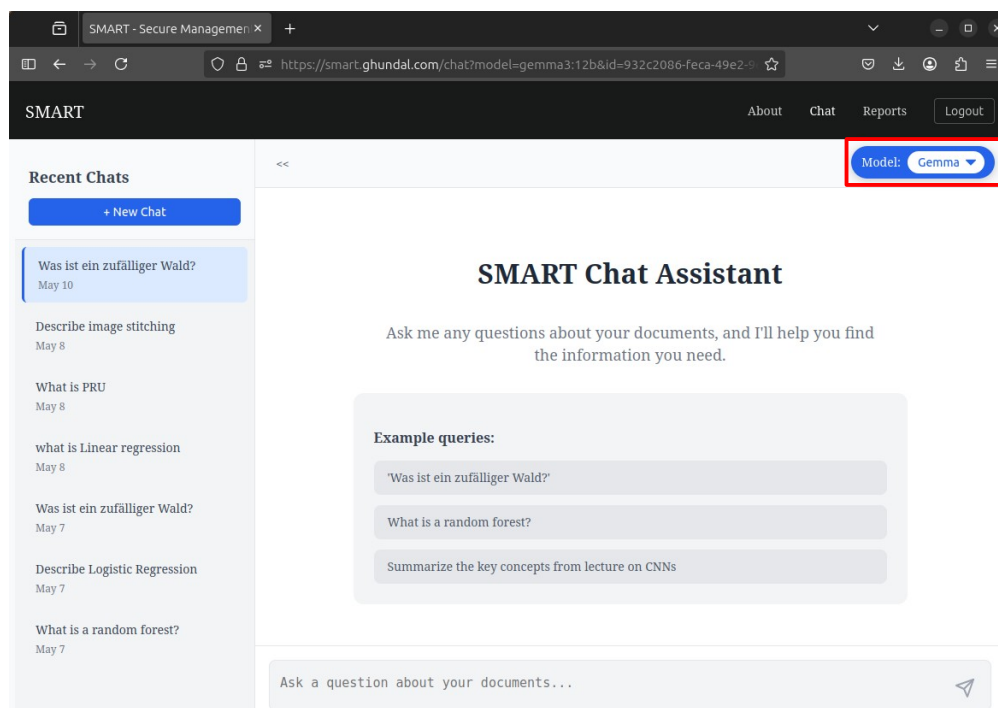 SMART - Secure Managemen
https://smart.ghundal.com/chat?model=gemma3:12b&id=932c2086-feca-49e2-9
SMART
About
Chat
Reports
Logout
<<
Model:
Gemma
Recent Chats
+ New Chat
Was ist ein zufälliger Wald?
May 10
Describe image stitching
May 8
What is PRU
May 8
what is Linear regression
May 8
Was ist ein zufälliger Wald?
May 7
Describe Logistic Regression
May 7
What is a random forest?
May 7
SMART Chat Assistant
Ask me any questions about your documents, and I'll help you find
the information you need.
Example queries:
'Was ist ein zufälliger Wald?'
What is a random forest?
Summarize the key concepts from lecture on CNNs
Ask a question about your documents...